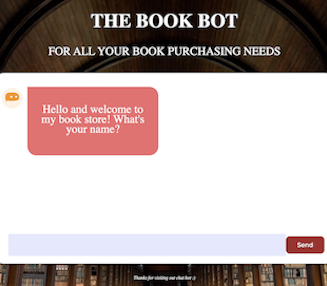 THE BOOK BOT
FOR ALL YOUR BOOK PURCHASING NEEDS
Hello and welcome to
my book store! What's
your name?
Send
Thanks for visiting our chat bot :)